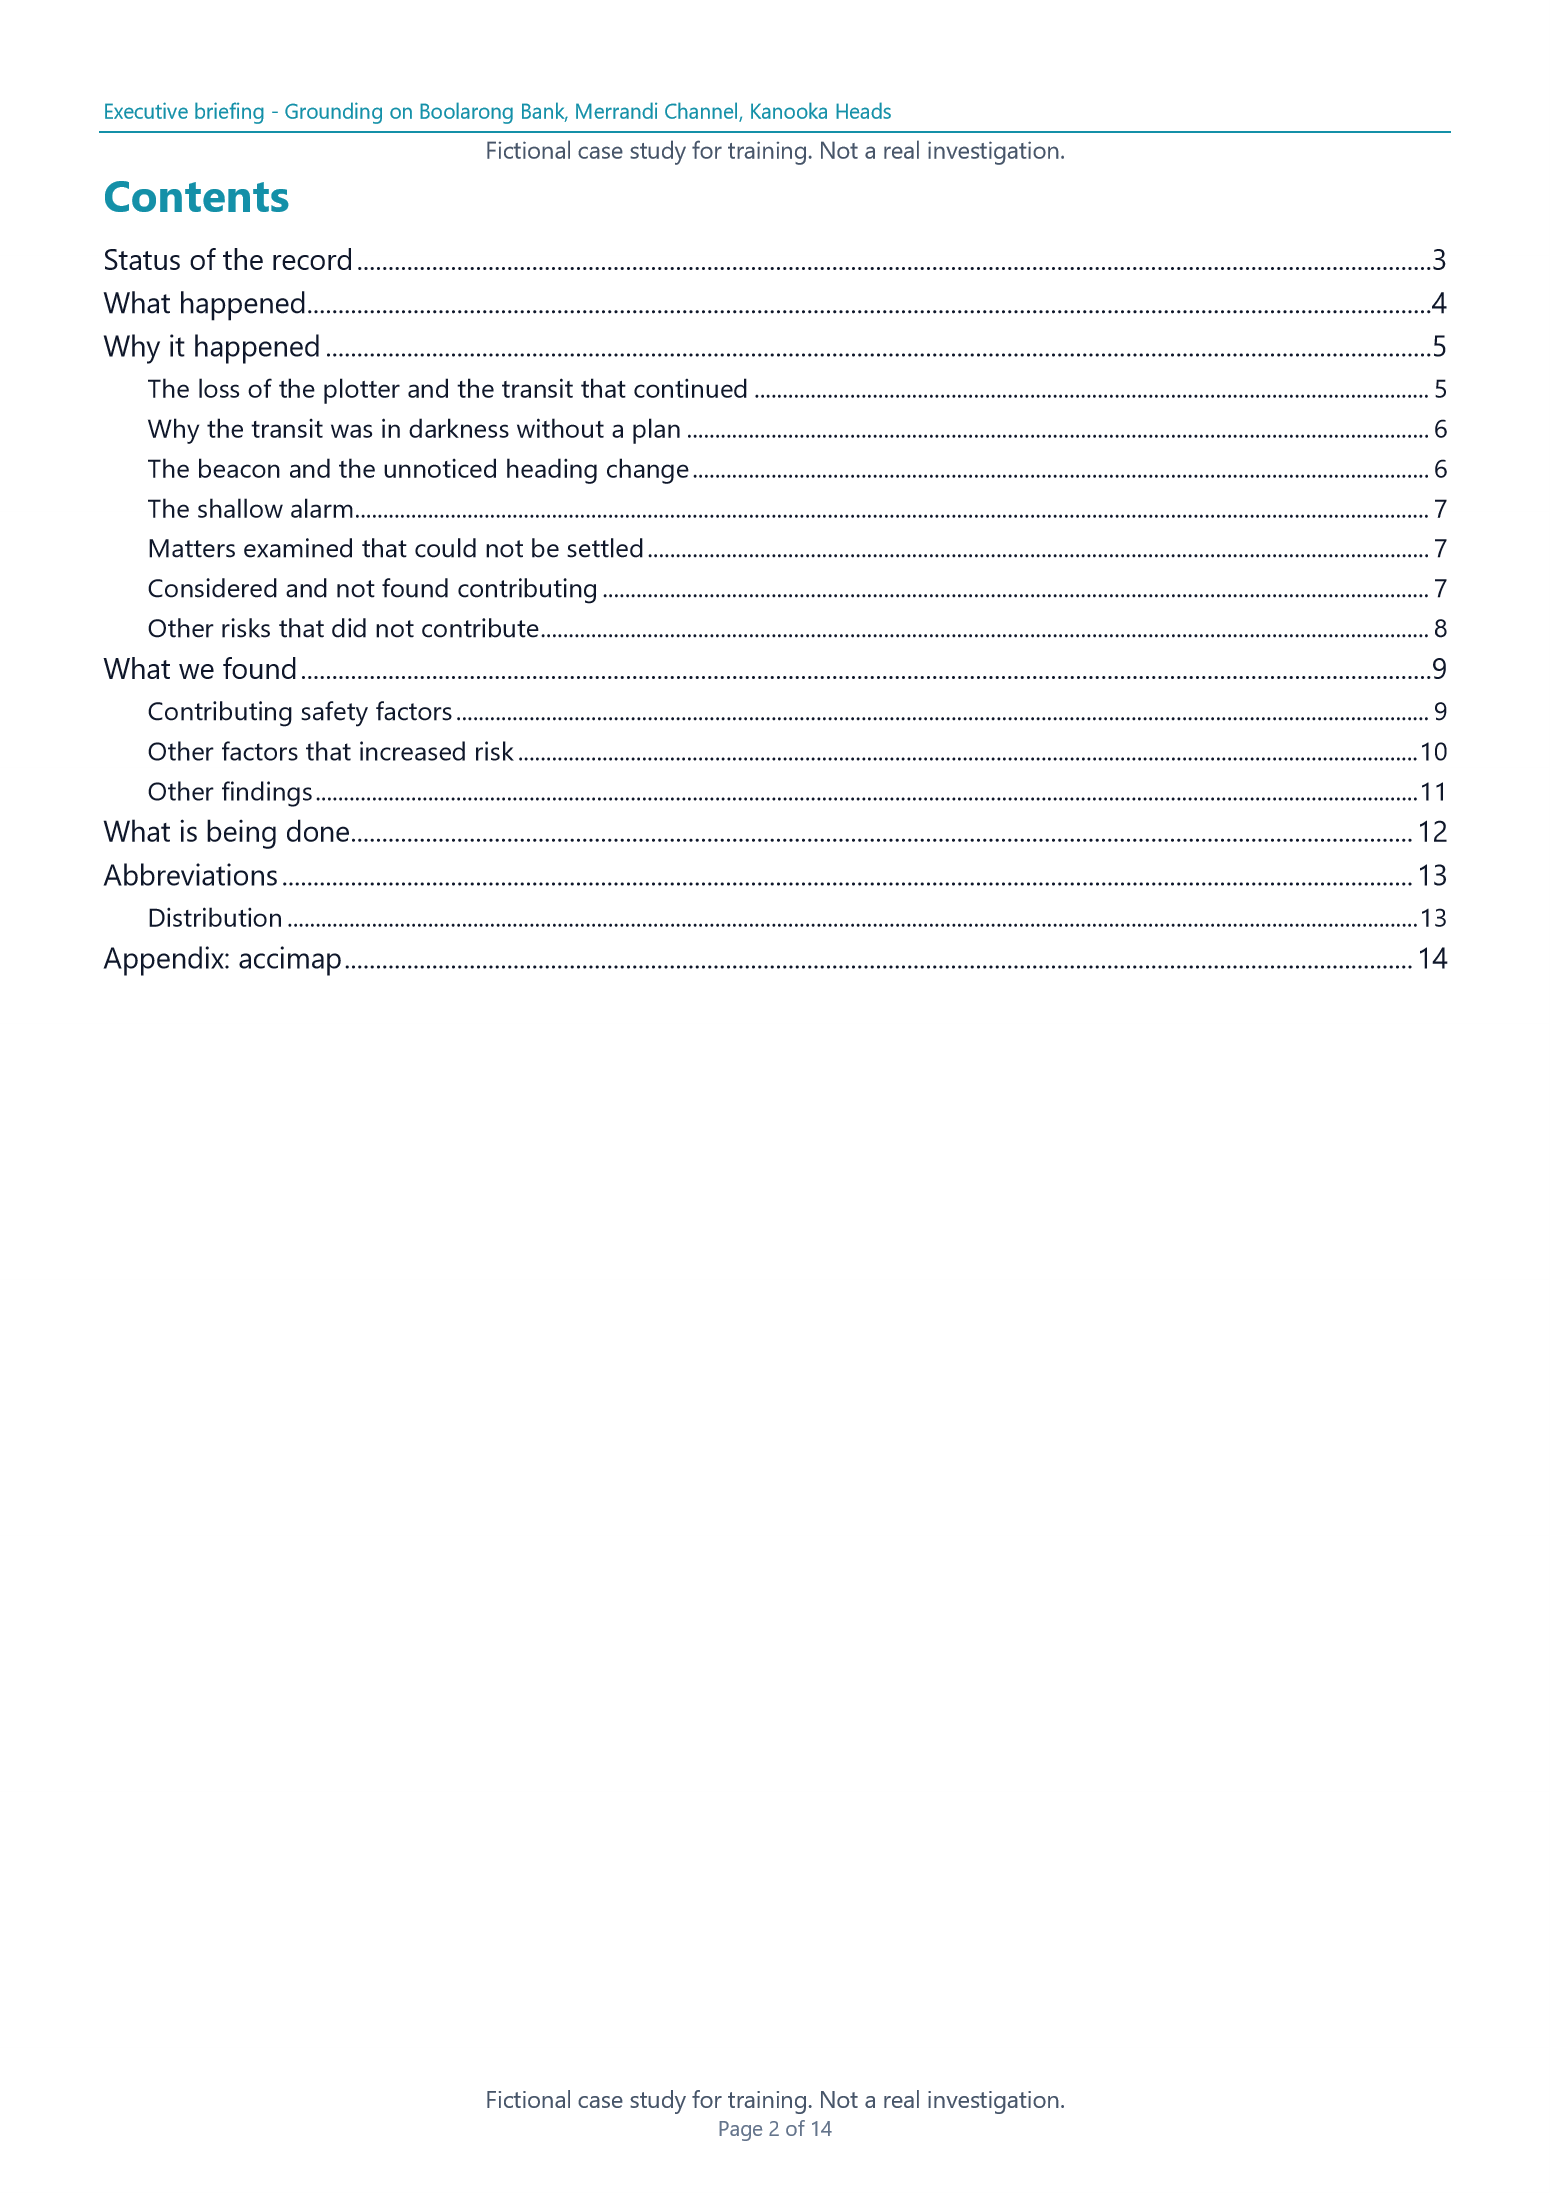 Executive briefing - Grounding on Boolarong Bank, Merrandi Channel, Kanooka Heads
Fictional case study for training. Not a real investigation.
Contents
Status of the record 3
What happened 4
Why it happened 5
The loss of the plotter and the transit that continued 5
Why the transit was in darkness without a plan 6
The beacon and the unnoticed heading change 6
The shallow alarm 7
Matters examined that could not be settled 7
Considered and not found contributing 7
Other risks that did not contribute 8
What we found 9
Contributing safety factors 9
Other factors that increased risk 10
Other findings 11
What is being done 12
Abbreviations 13
Distribution 13
Appendix: accimap 14
Fictional case study for training. Not a real investigation.
Page 2 of 14